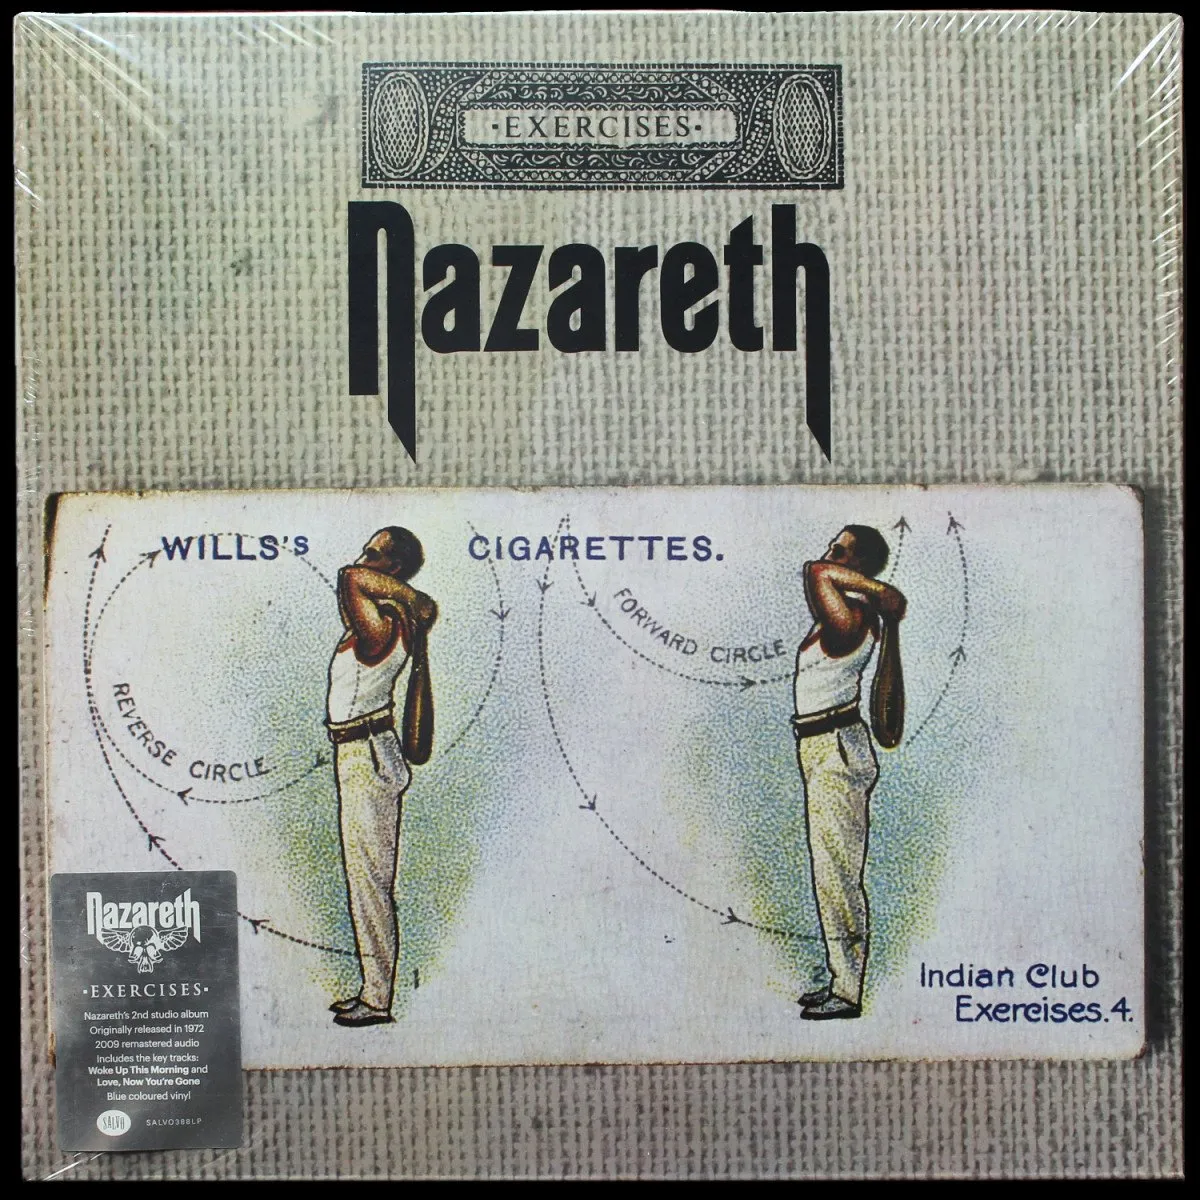 ·EXERCISES·
Nazareth
WILLS'S CIGARETTES.
FORWARD CIRCLE
REVERSE CIRCLE
1
2
Indian Club
Exercises.4.
Nazareth
·EXERCISES·
Nazareth's 2nd studio album
Originally released in 1972
2009 remastered audio
Includes the key tracks:
Woke Up This Morning and
Love, Now You're Gone
Blue coloured vinyl
SALVO
SALVO388LP